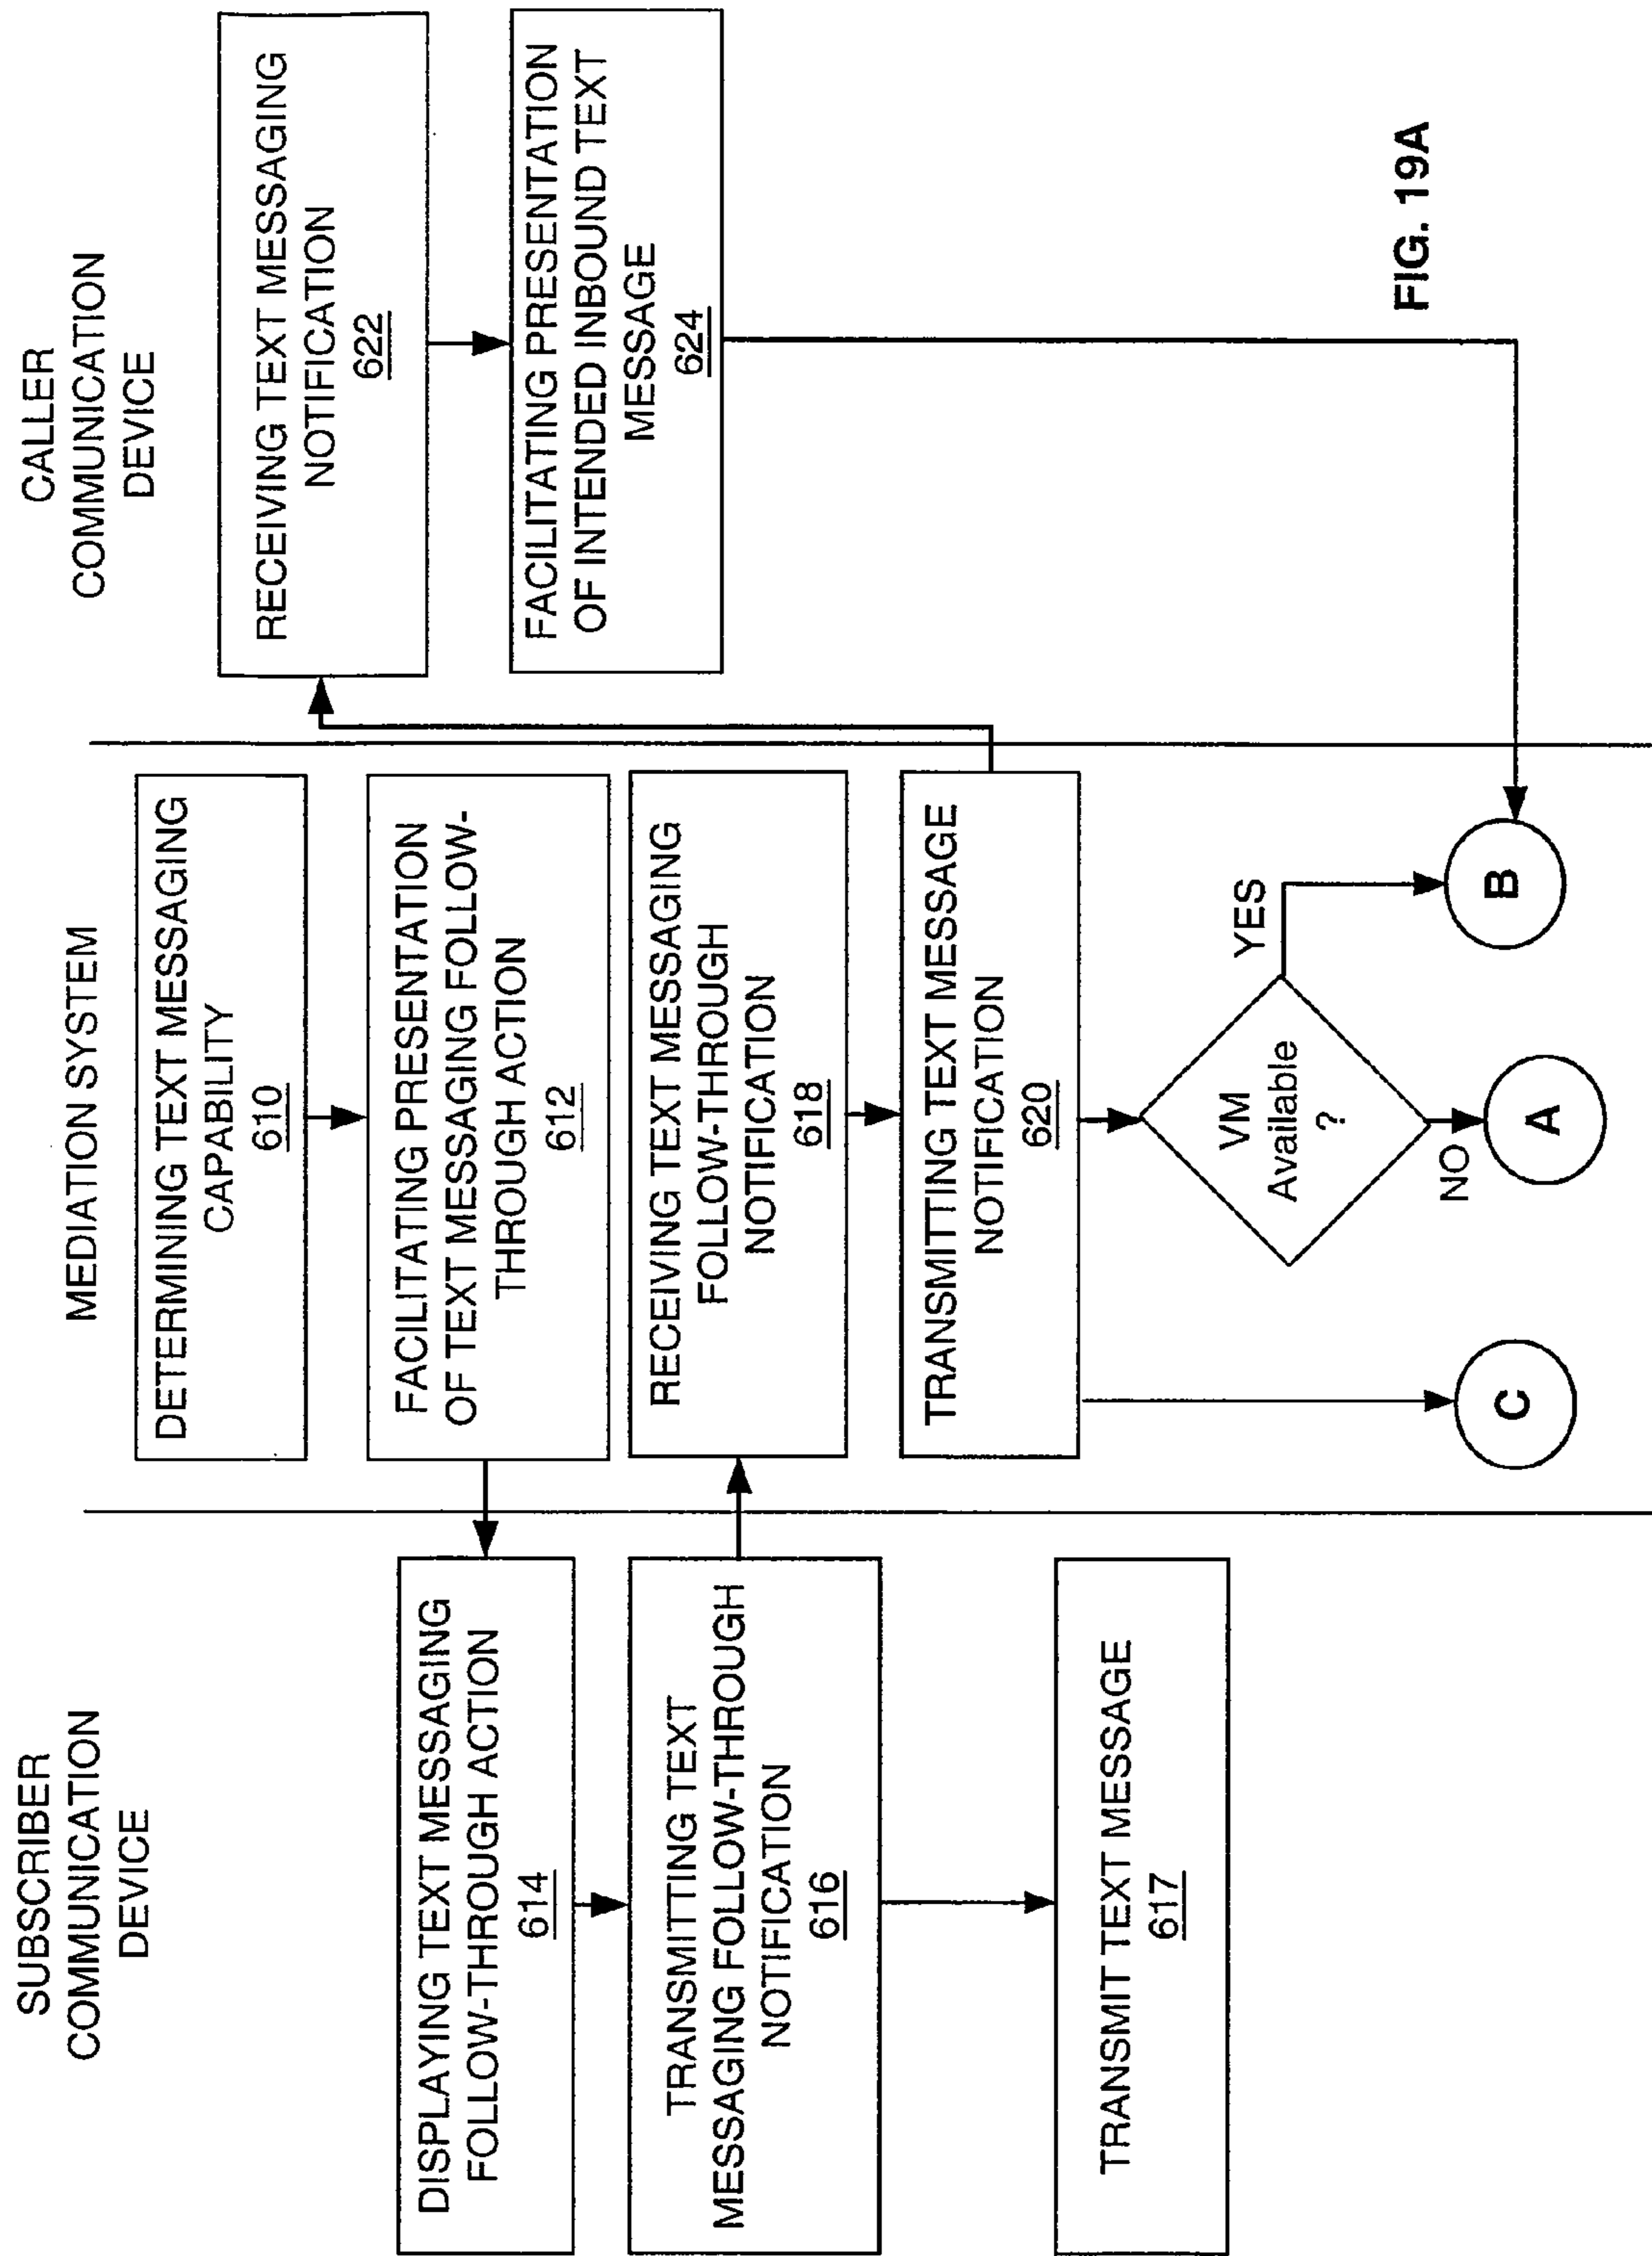 SUBSCRIBER
COMMUNICATION
DEVICE
DISPLAYING TEXT MESSAGING
FOLLOW-THROUGH ACTION
614
TRANSMITTING TEXT
MESSAGING FOLLOW-THROUGH
NOTIFICATION
616
TRANSMIT TEXT MESSAGE
617
MEDIATION SYSTEM
DETERMINING TEXT MESSAGING
CAPABILITY
610
FACILITATING PRESENTATION
OF TEXT MESSAGING FOLLOW-
THROUGH ACTION
612
RECEIVING TEXT MESSAGING
FOLLOW-THROUGH
NOTIFICATION
618
TRANSMITTING TEXT MESSAGE
NOTIFICATION
620
VM
Available
?
YES
NO
C
A
B
CALLER
COMMUNICATION
DEVICE
RECEIVING TEXT MESSAGING
NOTIFICATION
622
FACILITATING PRESENTATION
OF INTENDED INBOUND TEXT
MESSAGE
624
FIG. 19A